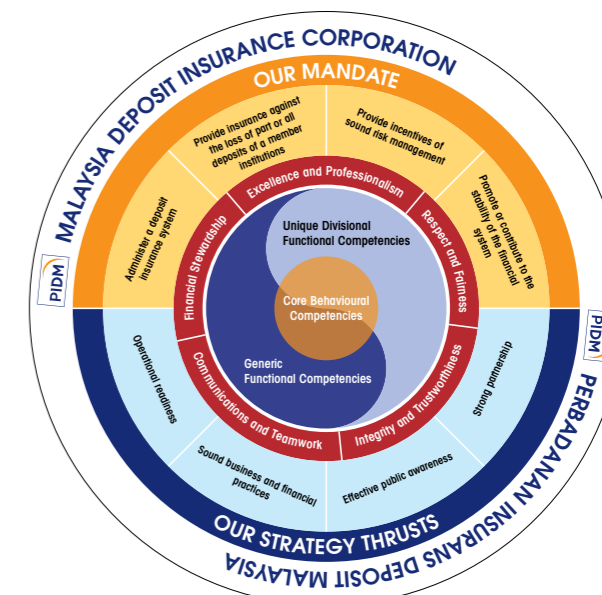 MALAYSIA DEPOSIT INSURANCE CORPORATION
OUR MANDATE
Administer a deposit
insurance system
Provide insurance against
the loss of part or all
deposits of a member
institutions
Provide incentives of
sound risk management
Promote or contribute to the
stability of the financial
system
Financial Stewardship
Excellence and Professionalism
Respect and Fairness
Unique Divisional
Functional Competencies
Core Behavioural
Competencies
Generic
Functional Competencies
Communications and Teamwork
Integrity and Trustworthiness
Operational readiness
Sound business and financial
practices
Effective public awareness
Strong partnership
OUR STRATEGY THRUSTS
PERBADANAN INSURANS DEPOSIT MALAYSIA
PIDM
PIDM